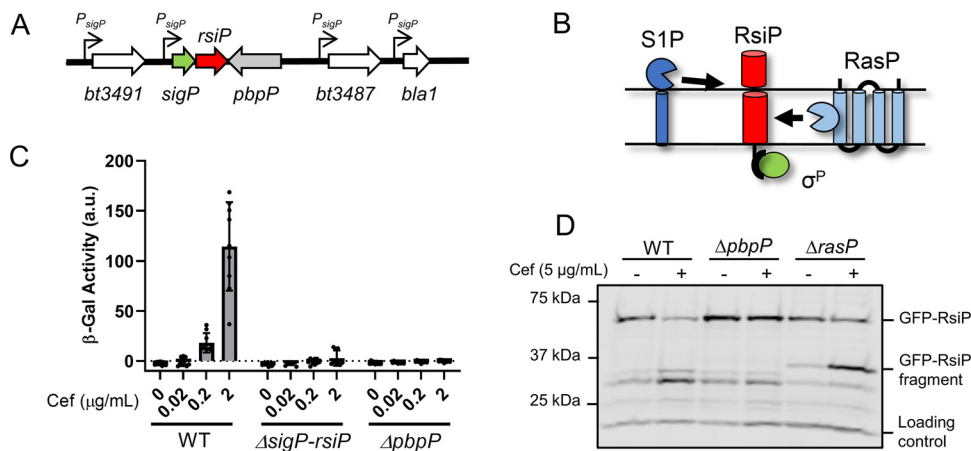 A
P_sigP P_sigP rsiP P_sigP P_sigP
bt3491 sigP pbpP bt3487 bla1
B
S1P RsiP RasP
σ^P
C
β-Gal Activity (a.u.)
200
150
100
50
0
Cef (μg/mL) 0 0.02 0.2 2 0 0.02 0.2 2 0 0.02 0.2 2
WT ΔsigP-rsiP ΔpbpP
D
WT ΔpbpP ΔrasP
Cef (5 μg/mL) - + - + - +
75 kDa
GFP-RsiP
37 kDa
GFP-RsiP
fragment
25 kDa
Loading
control